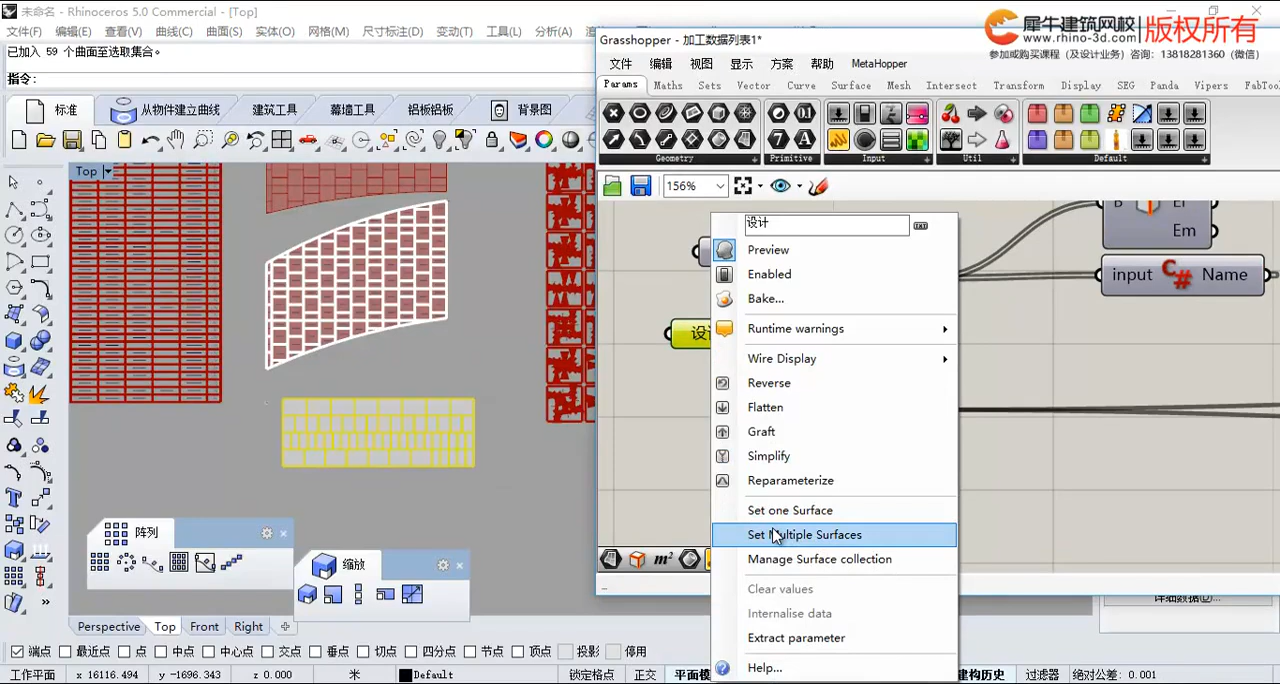 未命名 - Rhinoceros 5.0 Commercial - [Top]
文件(F) 编辑(E) 查看(V) 曲线(C) 曲面(S) 实体(O) 网格(M) 尺寸标注(D) 变动(T) 工具(L) 分析(A)
已加入 59 个曲面至选取集合。
指令:
标准 从物件建立曲线 建筑工具 幕墙工具 铝板铝板 背景图
Top
犀牛建筑网校 版权所有
www.rhino-3d.com
参加或购买课程（及设计业务）咨询: 13818281360（微信）
Grasshopper - 加工数据列表1*
文件 编辑 视图 显示 方案 帮助 MetaHopper
Params Maths Sets Vector Curve Surface Mesh Intersect Transform Display SEG Panda Vipers FabToo
Geometry Primitive Input Util Default
156%
设计
Preview
Enabled
Bake...
Runtime warnings
Wire Display
Reverse
Flatten
Graft
Simplify
Reparameterize
Set one Surface
Set Multiple Surfaces
Manage Surface collection
Clear values
Internalise data
Extract parameter
Help...
B Ei
Em
input C# Name
m²
阵列
缩放
Perspective Top Front Right
端点 最近点 点 中点 中心点 交点 垂点 切点 四分点 节点 顶点 投影 停用
工作平面 x 16116.494 y -1696.343 z 0.000 米 Default 锁定格点 正交 平面模 建构历史 过滤器 绝对公差: 0.001